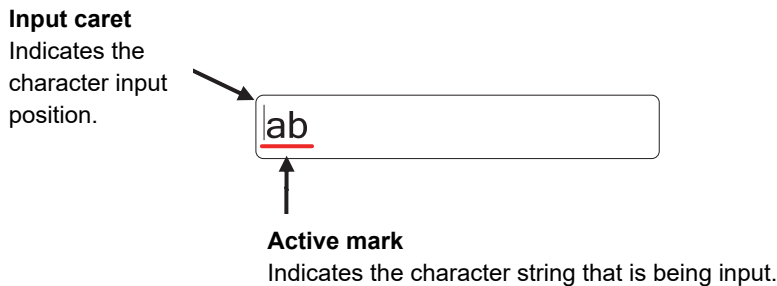 Input caret
Indicates the
character input
position.
ab
Active mark
Indicates the character string that is being input.